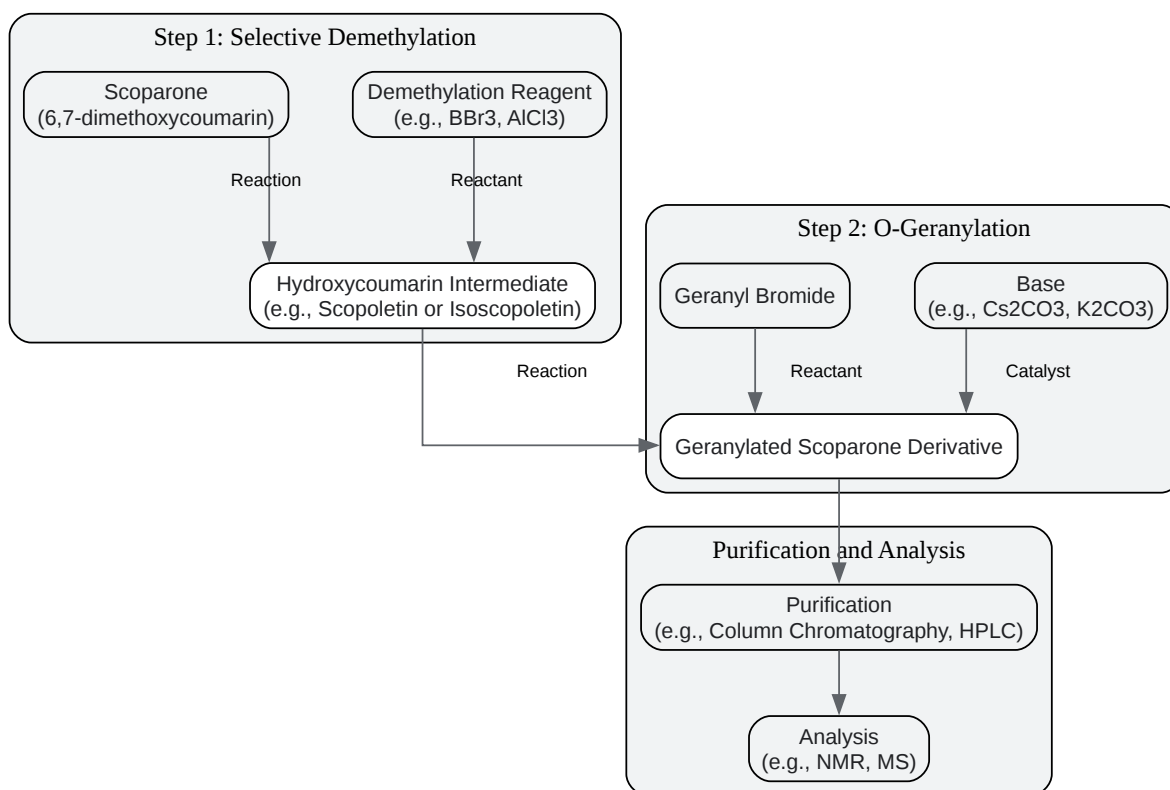 Step 1: Selective Demethylation
Scoparone
(6,7-dimethoxycoumarin)
Demethylation Reagent
(e.g., BBr3, AlCl3)
Reaction
Reactant
Hydroxycoumarin Intermediate
(e.g., Scopoletin or Isoscopoletin)
Step 2: O-Geranylation
Geranyl Bromide
Base
(e.g., Cs2CO3, K2CO3)
Reaction
Reactant
Catalyst
Geranylated Scoparone Derivative
Purification and Analysis
Purification
(e.g., Column Chromatography, HPLC)
Analysis
(e.g., NMR, MS)